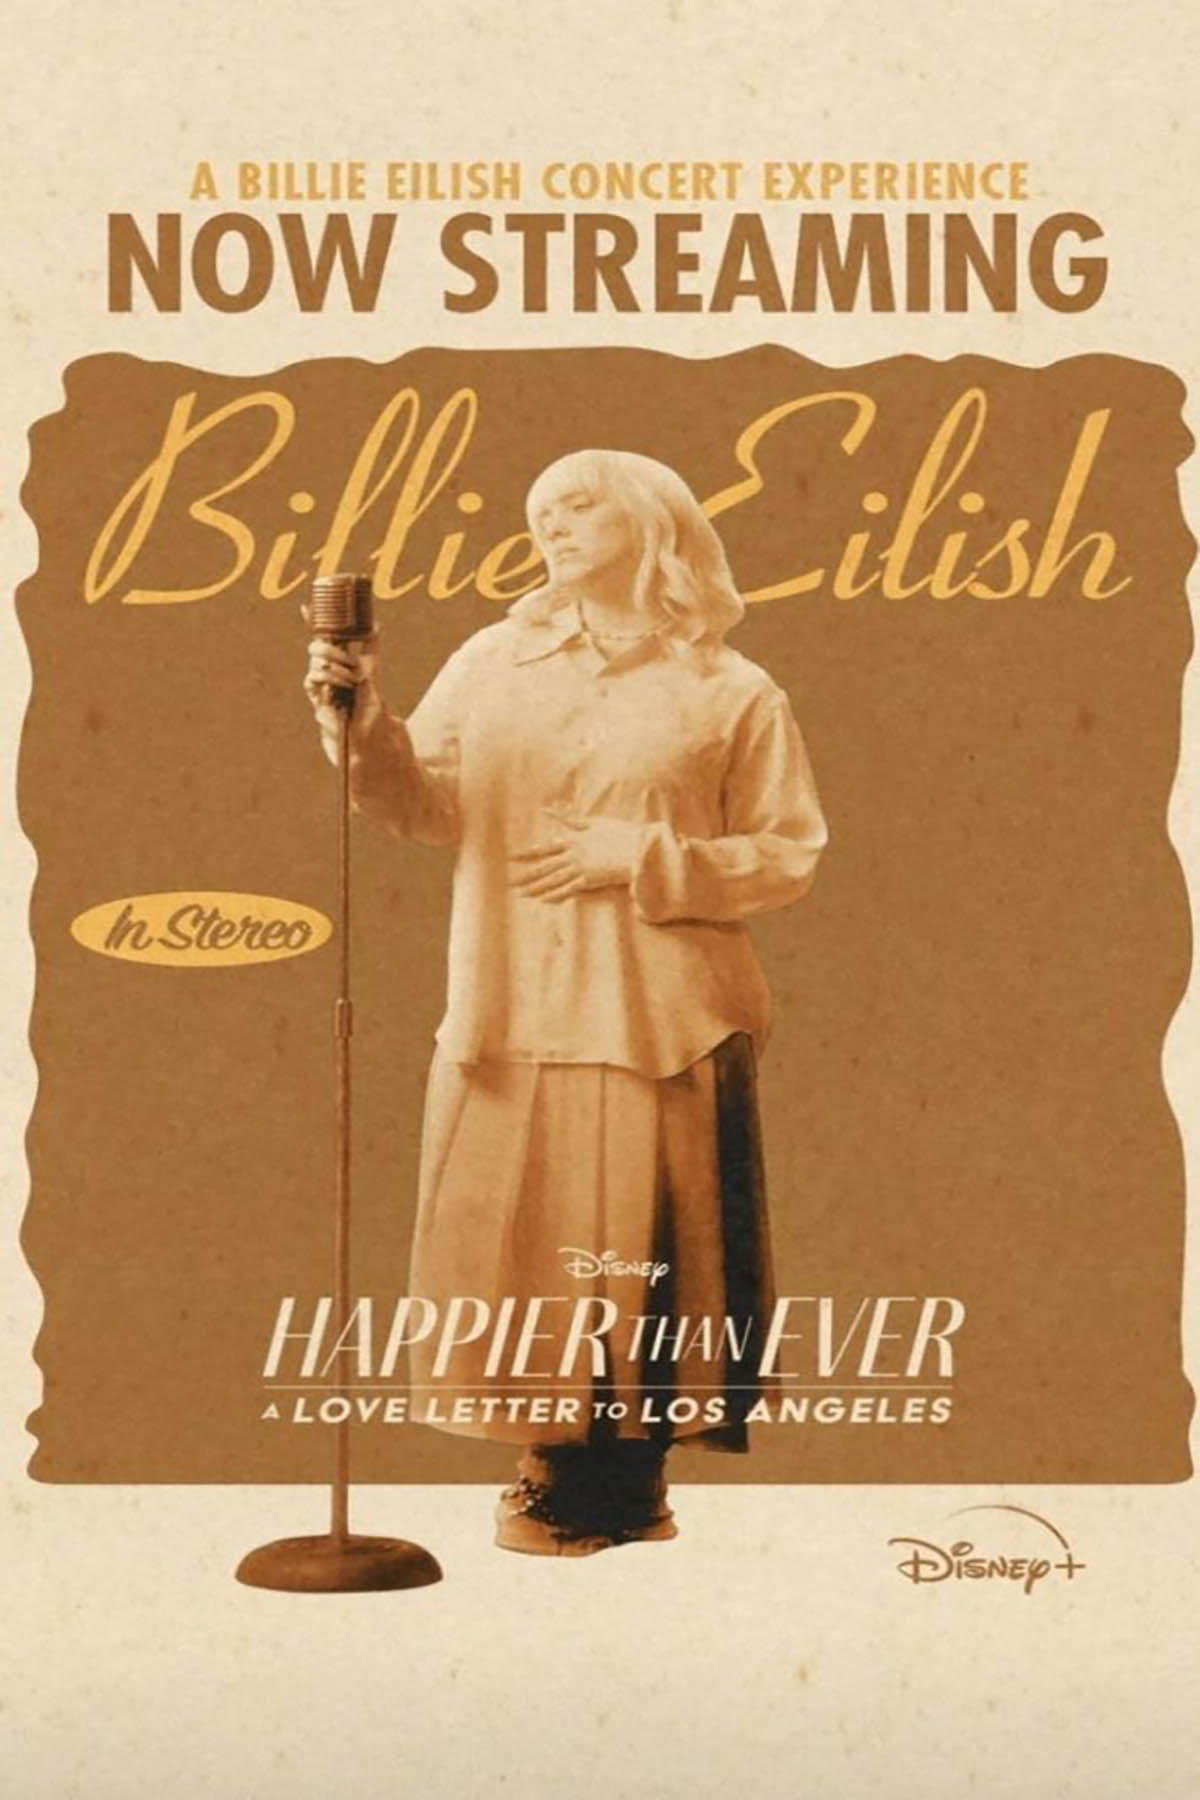 A BILLIE EILISH CONCERT EXPERIENCE
NOW STREAMING
Billie Eilish
In Stereo
Disney
HAPPIER THAN EVER
A LOVE LETTER TO LOS ANGELES
Disney+